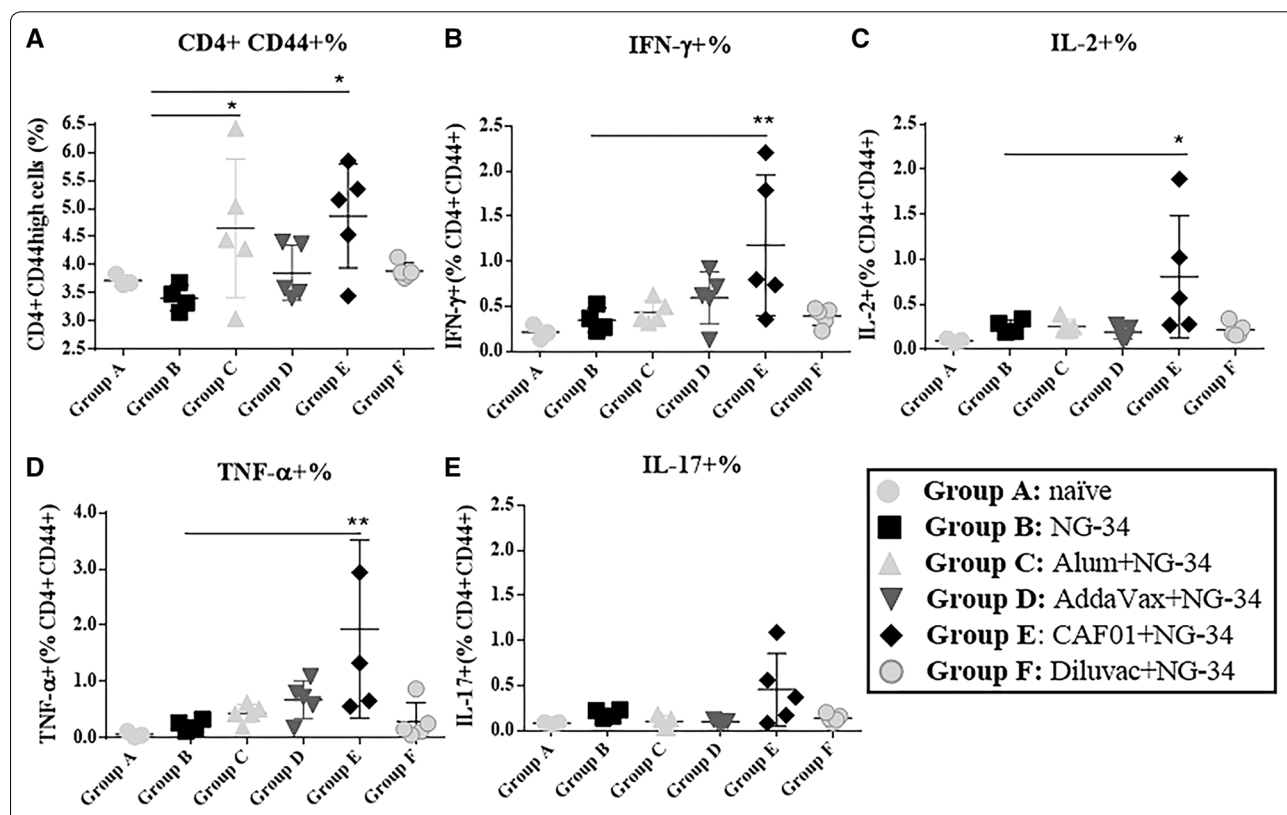 A
CD4+ CD44+%
CD4+CD44high cells (%)
6.5
6.0
5.5
5.0
4.5
4.0
3.5
3.0
2.5
*
*
Group A
Group B
Group C
Group D
Group E
Group F
B
IFN-γ+%
IFN-γ+(% CD4+CD44+)
2.5
2.0
1.5
1.0
0.5
0.0
**
Group A
Group B
Group C
Group D
Group E
Group F
C
IL-2+%
IL-2+(% CD4+CD44+)
2.5
2.0
1.5
1.0
0.5
0.0
*
Group A
Group B
Group C
Group D
Group E
Group F
D
TNF-α+%
TNF-α+(% CD4+CD44+)
4.0
3.0
2.0
1.0
0.0
**
Group A
Group B
Group C
Group D
Group E
Group F
E
IL-17+%
IL-17+(% CD4+CD44+)
2.5
2.0
1.5
1.0
0.5
0.0
Group A
Group B
Group C
Group D
Group E
Group F
Group A: naïve
Group B: NG-34
Group C: Alum+NG-34
Group D: AddaVax+NG-34
Group E: CAF01+NG-34
Group F: Diluvac+NG-34